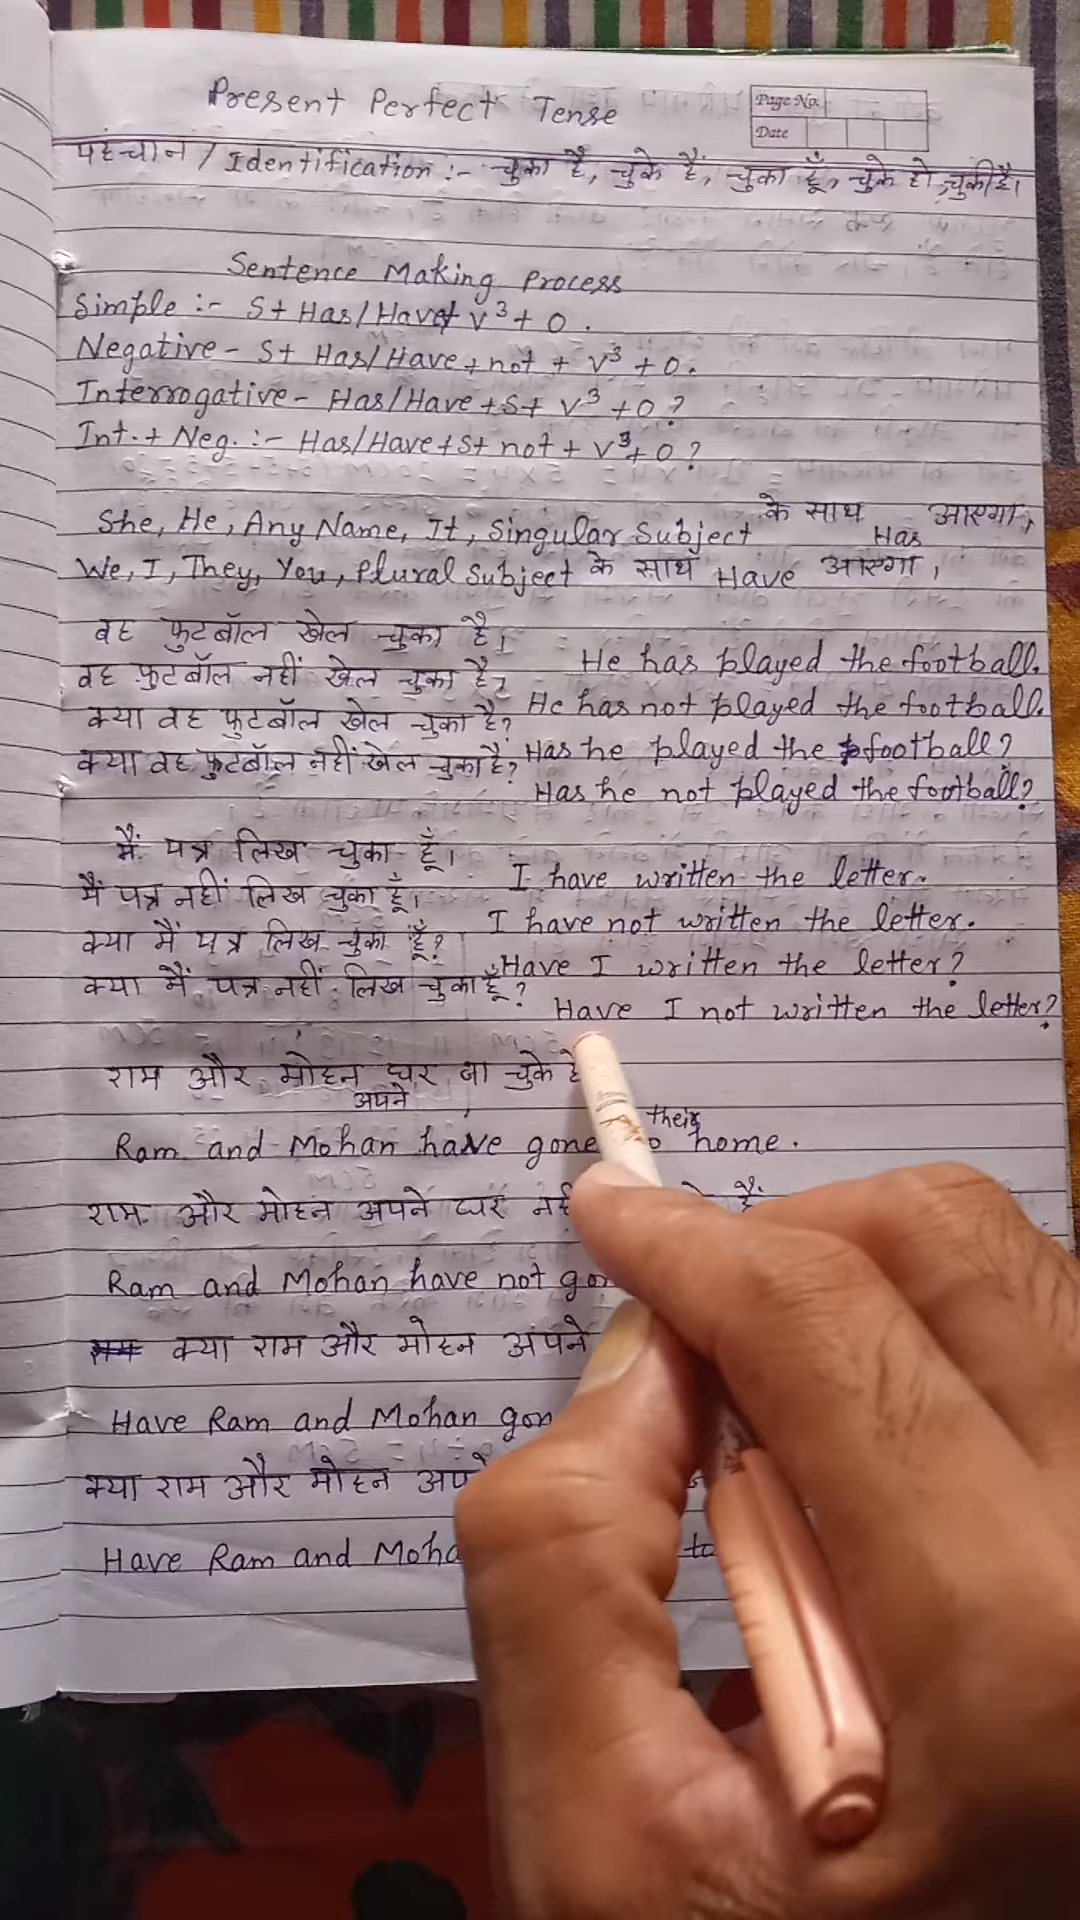 Present Perfect Tense
Page No.
Date
पहचान / Identification :- चुका है, चुके हैं, चुका हूँ, चुके हो, चुकी है।
Sentence Making Process
Simple :- S+ Has/Have+ V³ + O.
Negative - S+ Has/Have + not + V³ + O.
Interrogative - Has/Have + S + V³ + O?
Int. + Neg. :- Has/Have + S + not + V³ + O?
She, He, Any Name, It, Singular Subject के साथ Has आएगा,
We, I, They, You, Plural Subject के साथ Have आएगा,
वह फुटबॉल खेल चुका है।
He has played the football.
वह फुटबॉल नहीं खेल चुका है,
He has not played the football.
क्या वह फुटबॉल खेल चुका है?
Has he played the football?
क्या वह फुटबॉल नहीं खेल चुका है?
Has he not played the football?
मैं पत्र लिख चुका हूँ।
I have written the letter.
मैं पत्र नहीं लिख चुका हूँ।
I have not written the letter.
क्या मैं पत्र लिख चुका हूँ?
Have I written the letter?
क्या मैं पत्र नहीं लिख चुका हूँ?
Have I not written the letter?
राम और मोहन अपने घर जा चुके
Ram and Mohan have gone their home.
राम और मोहन अपने घर हैं.
Ram and Mohan have not
क्या राम और मोहन अपने
Have Ram and Mohan
क्या राम और मोहन
Have Ram and to